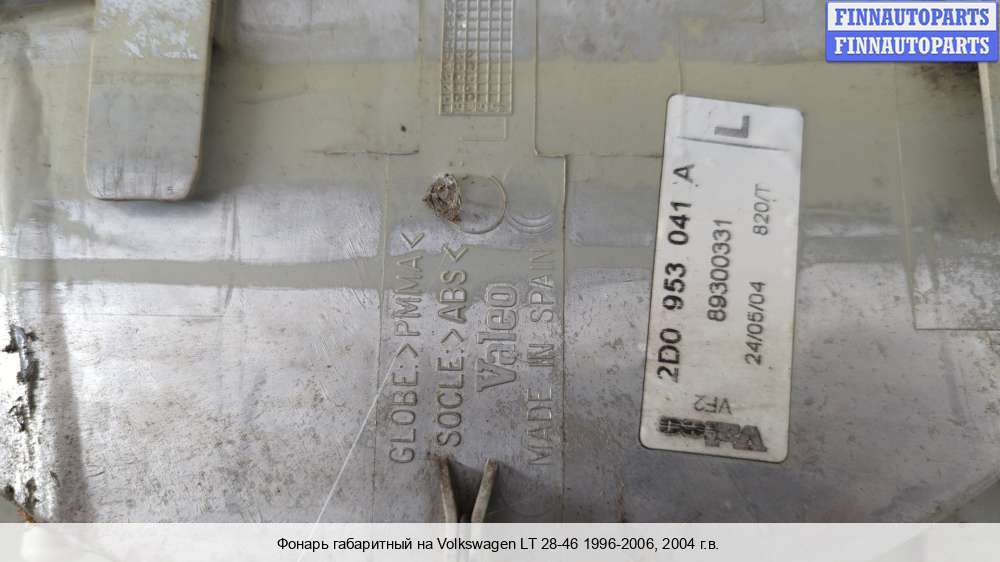 FINNAUTOPARTS
FINNAUTOPARTS
GLOBE:>PMMA<
SOCLE:>ABS<
Valeo
MADE IN SPAIN
L
2D0 953 041 A
89300331
24/05/04 820/T
VF2
Valeo
Фонарь габаритный на Volkswagen LT 28-46 1996-2006, 2004 г.в.